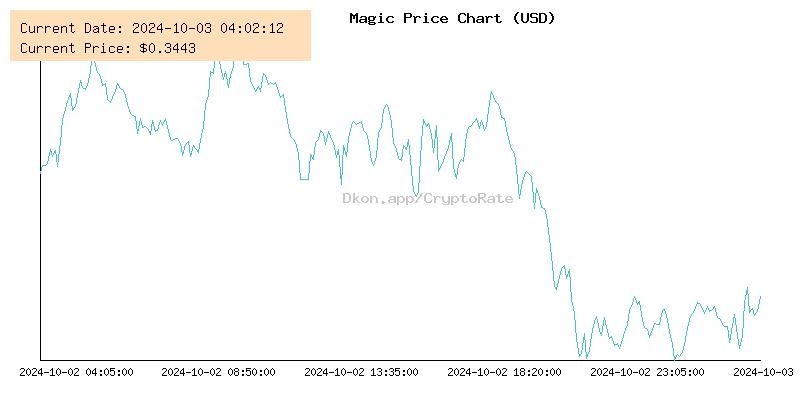 Magic Price Chart (USD)
Current Date: 2024-10-03 04:02:12
Current Price: $0.3443
Dkon.app/CryptoRate
2024-10-02 04:05:00 2024-10-02 08:50:00 2024-10-02 13:35:00 2024-10-02 18:20:00 2024-10-02 23:05:00 2024-10-03